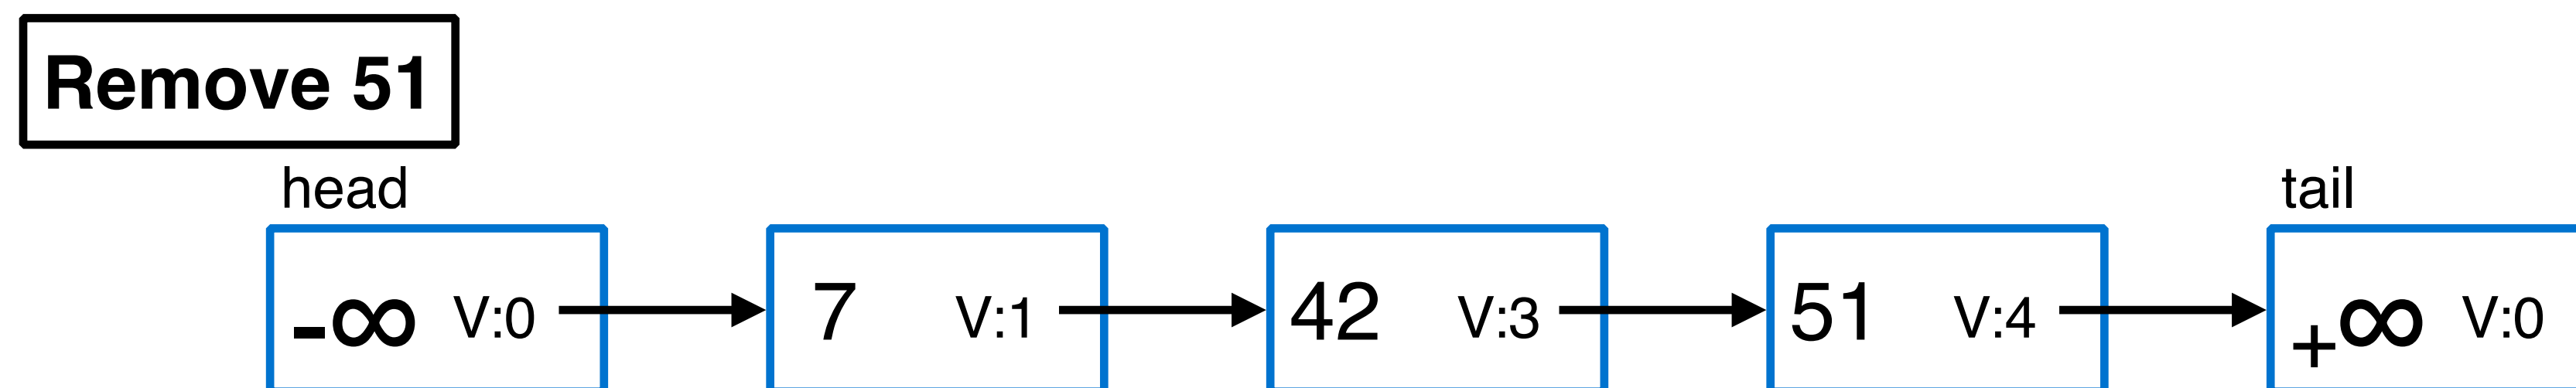 Remove 51
head tail
-∞ V:0 7 V:1 42 V:3 51 V:4 +∞ V:0